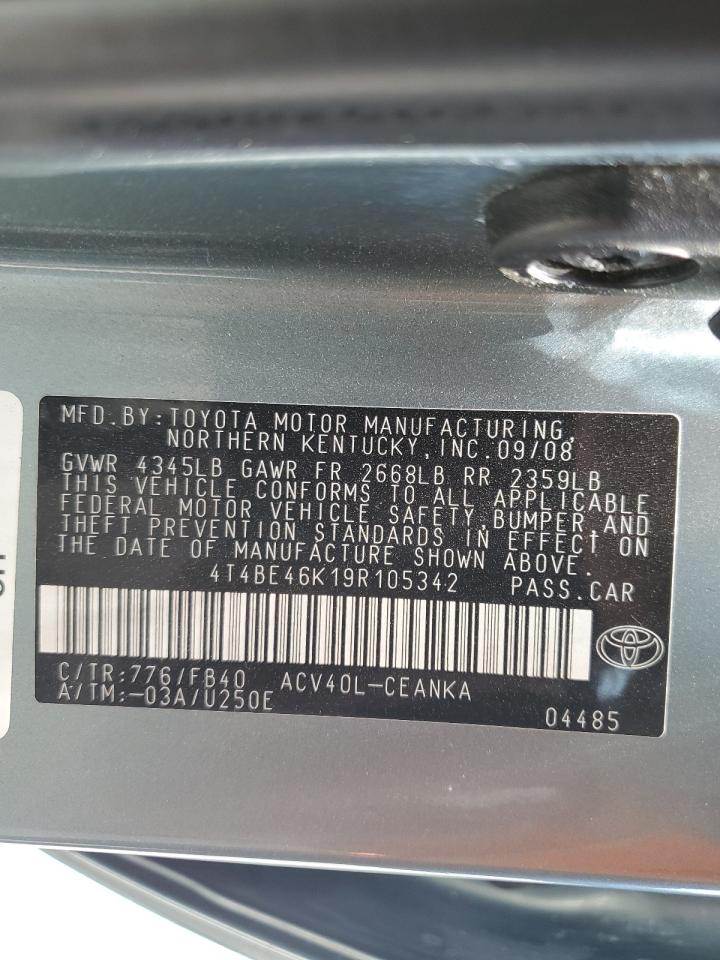 MFD.BY:TOYOTA MOTOR MANUFACTURING,
NORTHERN KENTUCKY,INC.09/08
GVWR 4345LB GAWR FR 2668LB RR 2359LB
THIS VEHICLE CONFORMS TO ALL APPLICABLE
FEDERAL MOTOR VEHICLE SAFETY,BUMPER,AND
THEFT PREVENTION STANDARDS IN EFFECT ON
THE DATE OF MANUFACTURE SHOWN ABOVE.
4T4BE46K19R105342 PASS.CAR
C/TR:776/FB40 ACV40L-CEANKA
A/TM:-03A/U250E
04485